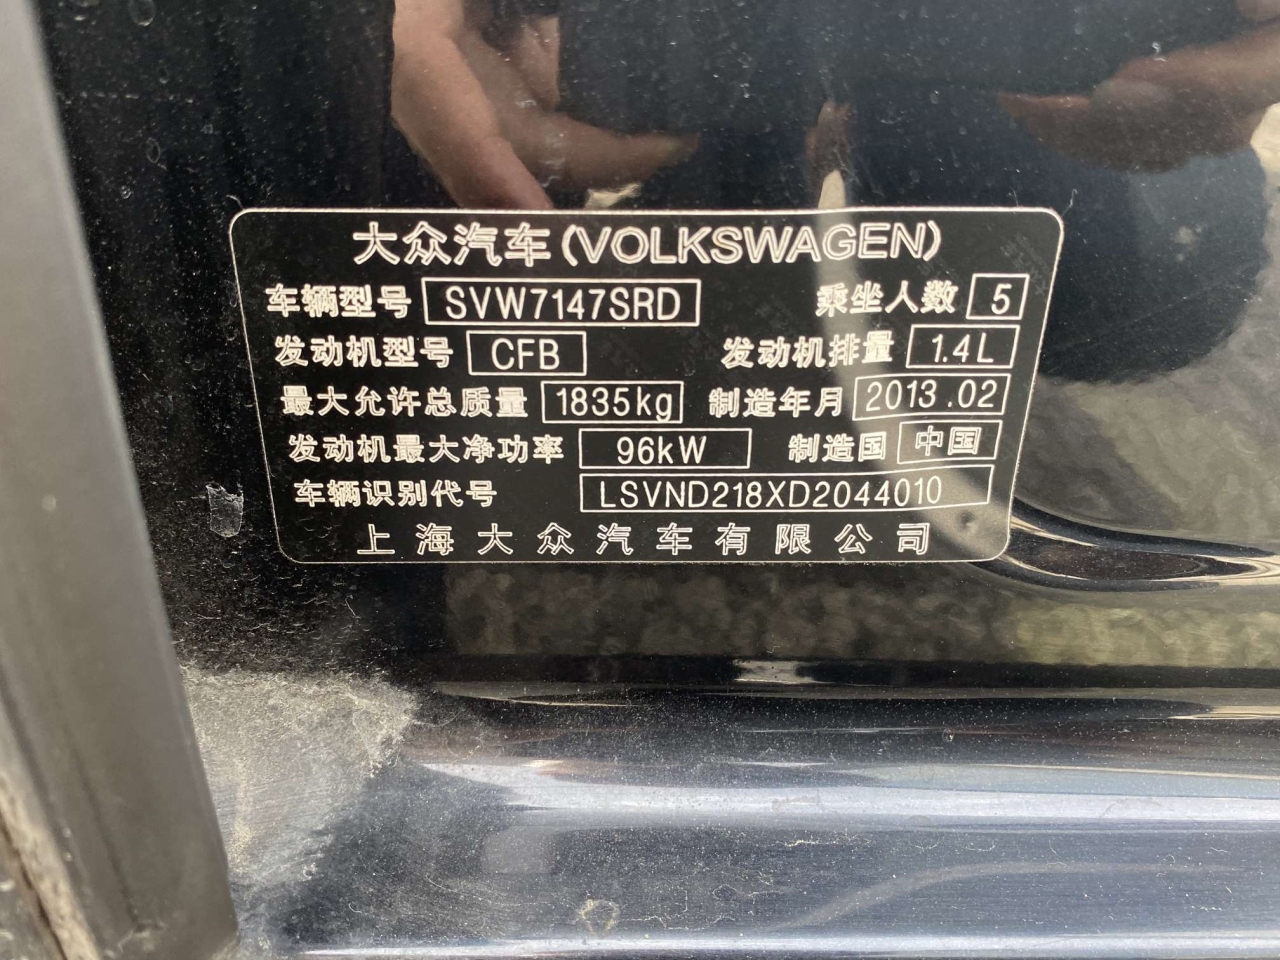 大众汽车(VOLKSWAGEN)
车辆型号 SVW7147SRD 乘坐人数 5
发动机型号 CFB 发动机排量 1.4L
最大允许总质量 1835kg 制造年月 2013.02
发动机最大净功率 96kW 制造国 中国
车辆识别代号 LSVND218XD2044010
上海大众汽车有限公司